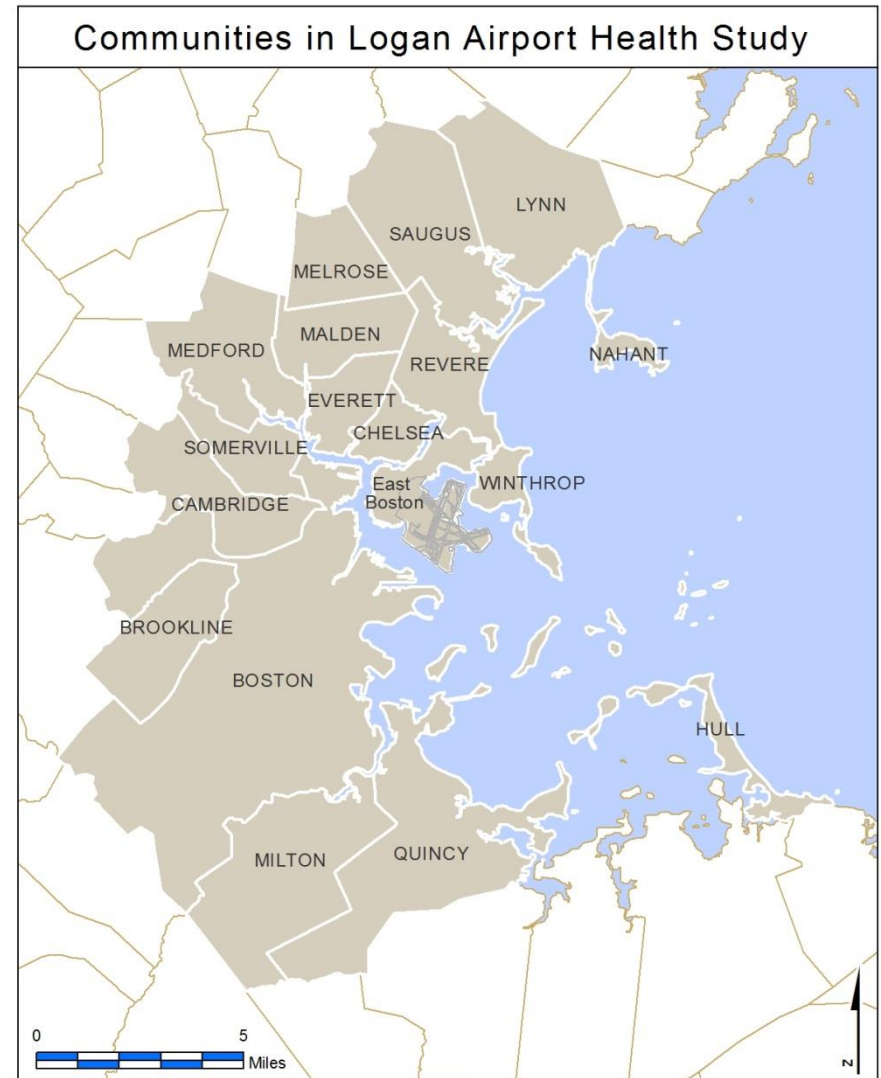 Communities in Logan Airport Health Study
LYNN
SAUGUS
MELROSE
MALDEN
MEDFORD
REVERE
NAHANT
EVERETT
CHELSEA
SOMERVILLE
East
Boston
WINTHROP
CAMBRIDGE
BROOKLINE
BOSTON
HULL
MILTON
QUINCY
0 5
Miles
N